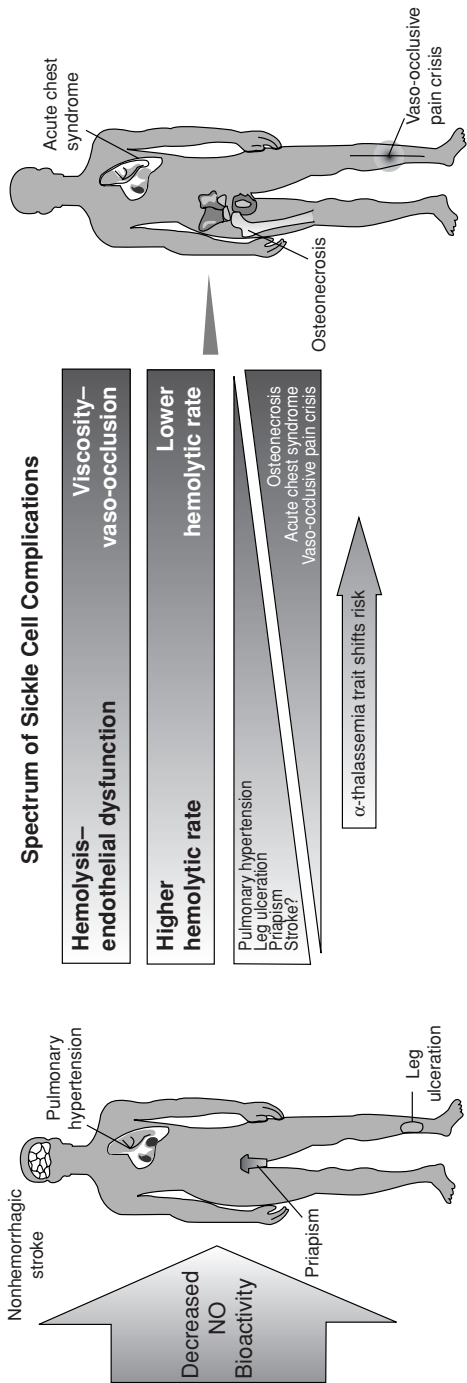 Spectrum of Sickle Cell Complications
Nonhemorrhagic
stroke
Pulmonary
hypertension
Decreased
NO
Bioactivity
Priapism
Leg
ulceration
Hemolysis–
endothelial dysfunction
Viscosity–
vaso-occlusion
Higher
hemolytic rate
Lower
hemolytic rate
Pulmonary hypertension
Leg ulceration
Priapism
Stroke?
Osteonecrosis
Acute chest syndrome
Vaso-occlusive pain crisis
α-thalassemia trait shifts risk
Acute chest
syndrome
Osteonecrosis
Vaso-occlusive
pain crisis